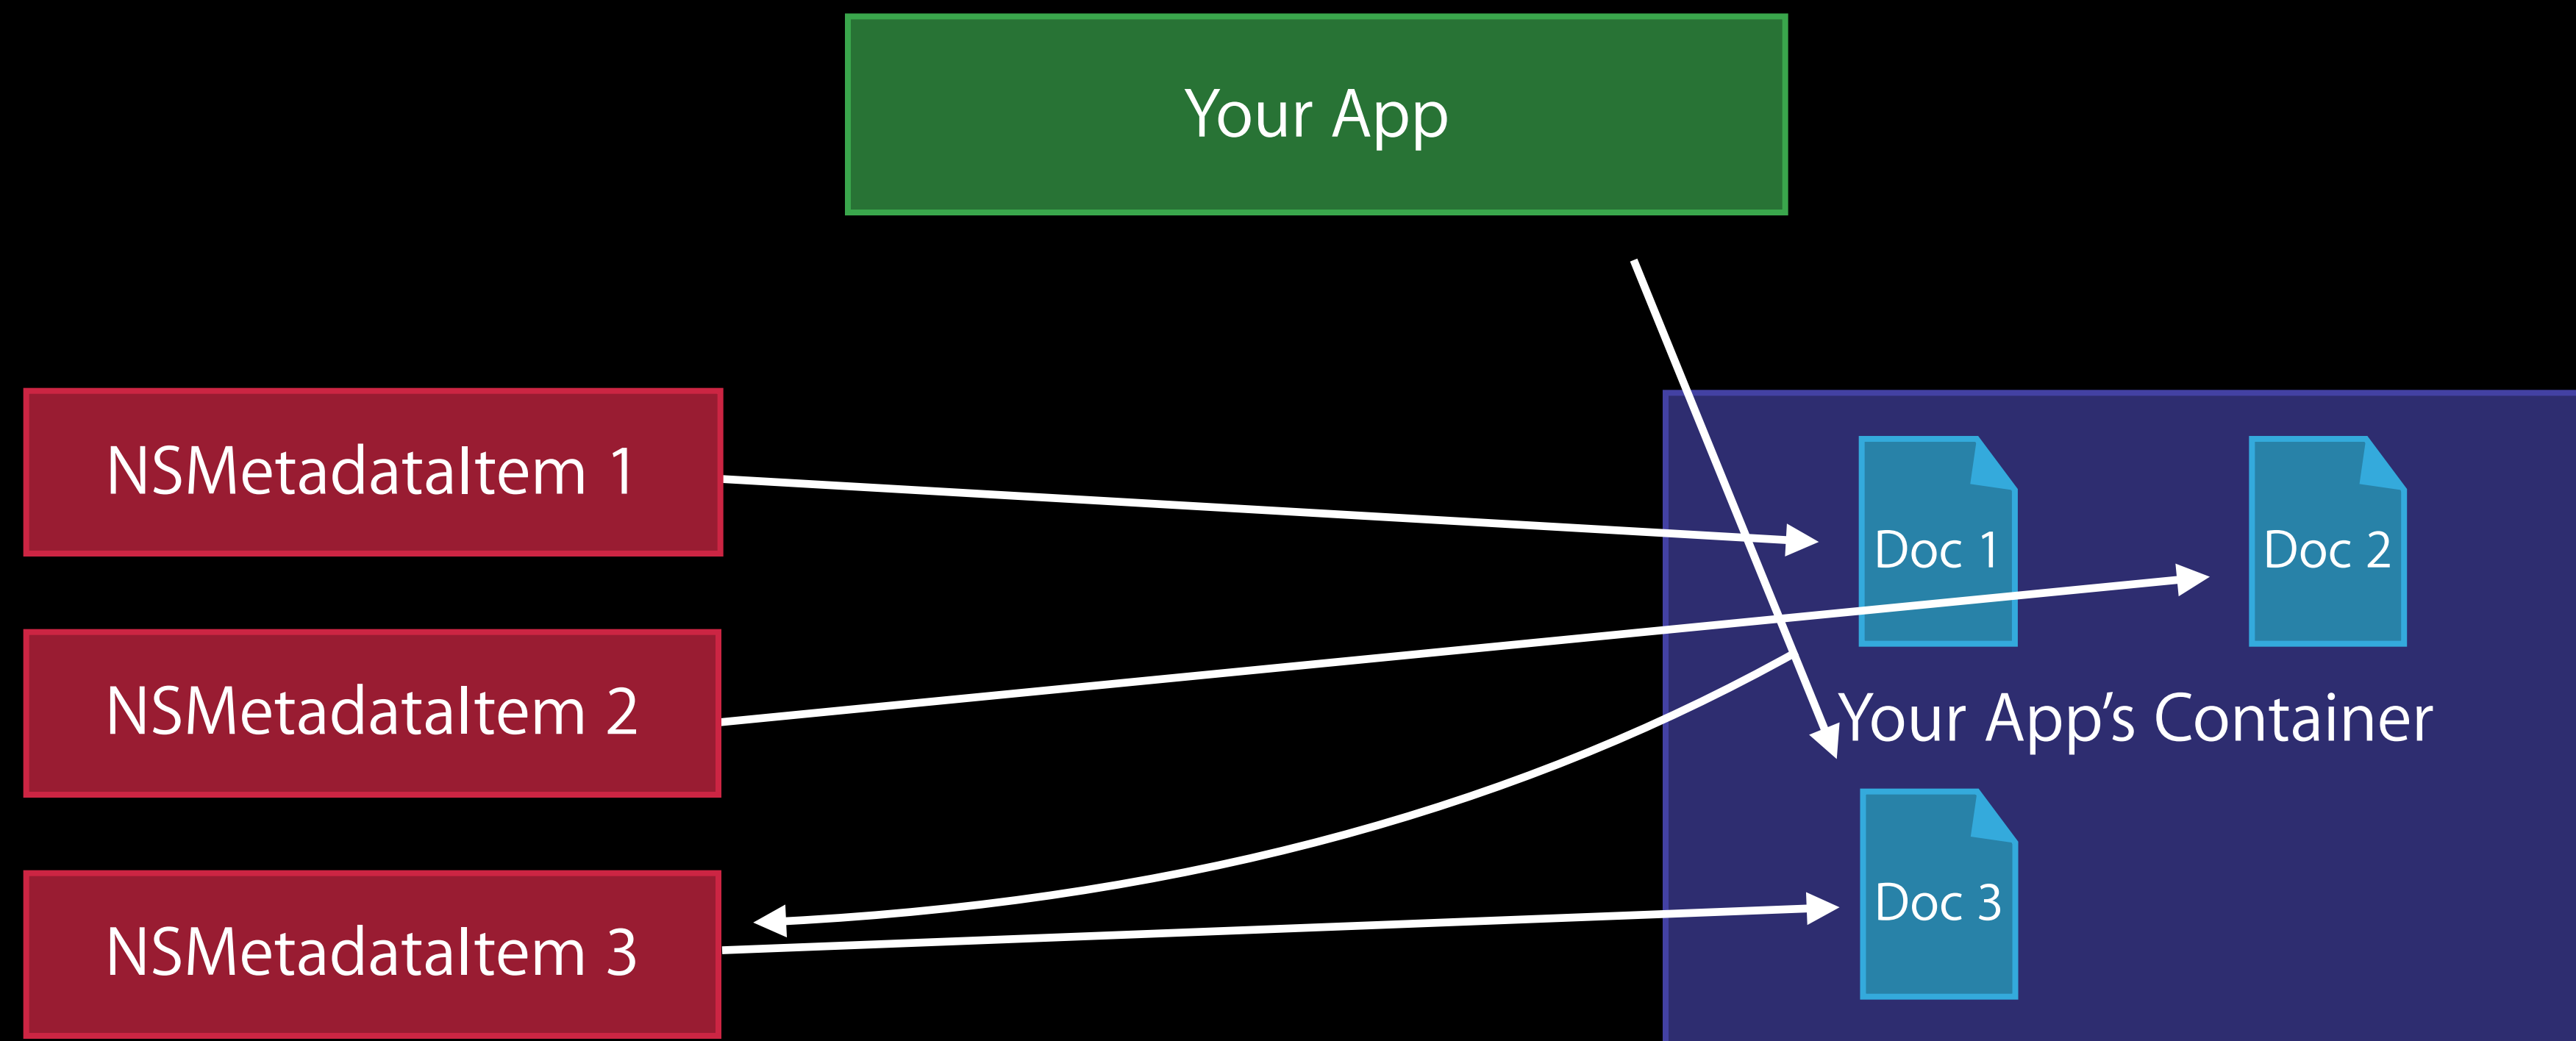 Your App
NSMetadataItem 1
NSMetadataItem 2
NSMetadataItem 3
Doc 1
Doc 2
Your App’s Container
Doc 3